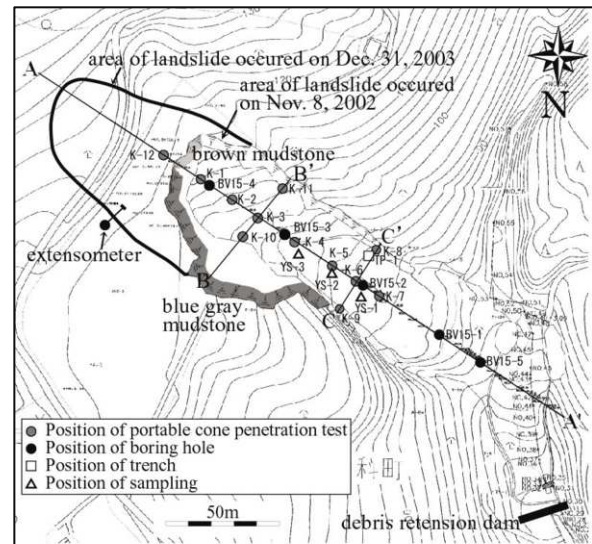 area of landslide occured on Dec. 31, 2003
area of landslide occured
on Nov. 8, 2002
A
N
K-12
brown mudstone
K-1
BV15-4
K-2
B'
K-11
K-3
BV15-3
K-10
K-4
C'
K-8
TP-1
extensometer
YS-3
K-5
B
YS-2
K-6
BV15-2
K-7
blue gray
mudstone
YS-1
C
K-9
BV15-1
BV15-5
A'
Position of portable cone penetration test
Position of boring hole
Position of trench
Position of sampling
科町
50m
debris retension dam